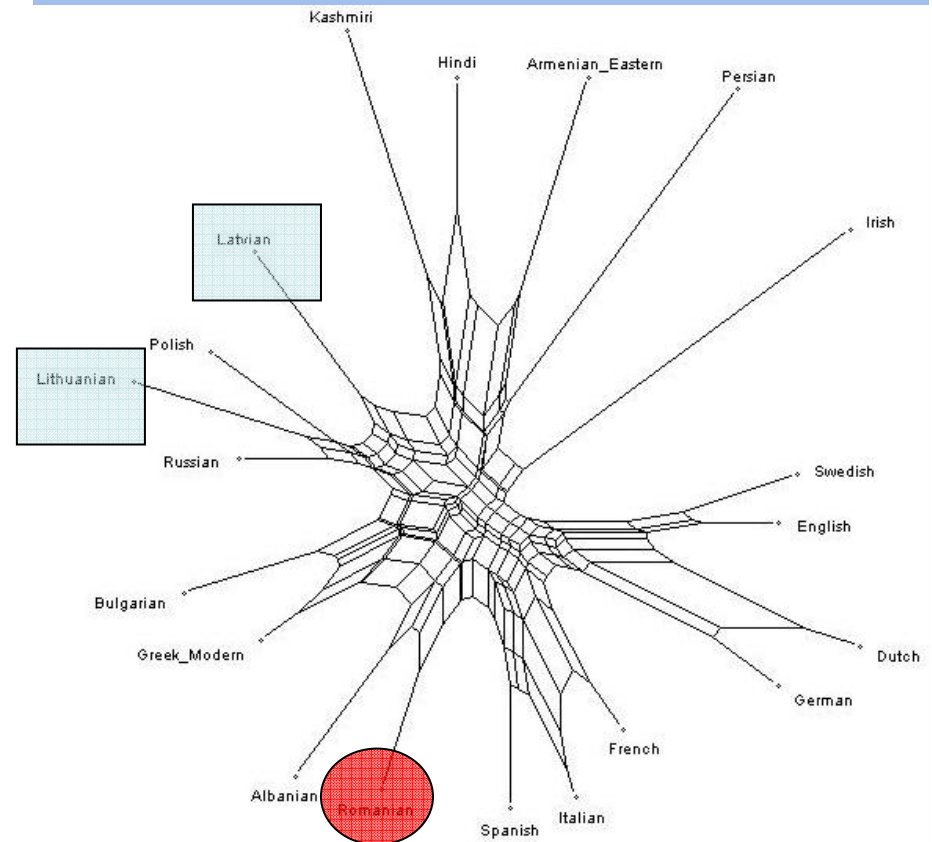 Kashmiri
Hindi
Armenian_Eastern
Persian
Irish
Latvian
Polish
Lithuanian
Russian
Swedish
English
Bulgarian
Greek_Modern
Dutch
German
French
Albanian
Romanian
Spanish
Italian